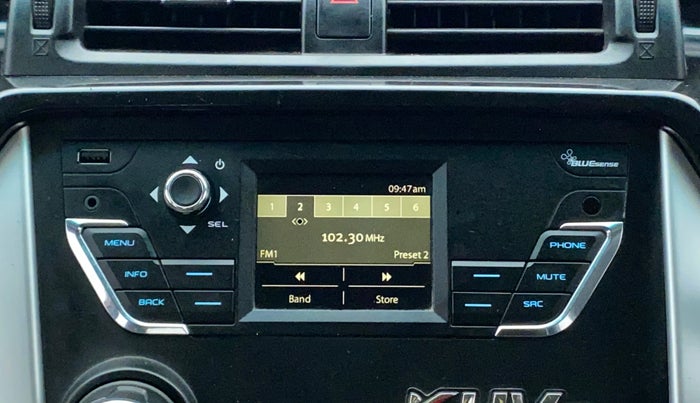 BLUEsense
09:47am
1 2 3 4 5 6
SEL
102.30 MHz
FM1 Preset 2
MENU
PHONE
INFO
MUTE
BACK
Band Store
SRC
KUV